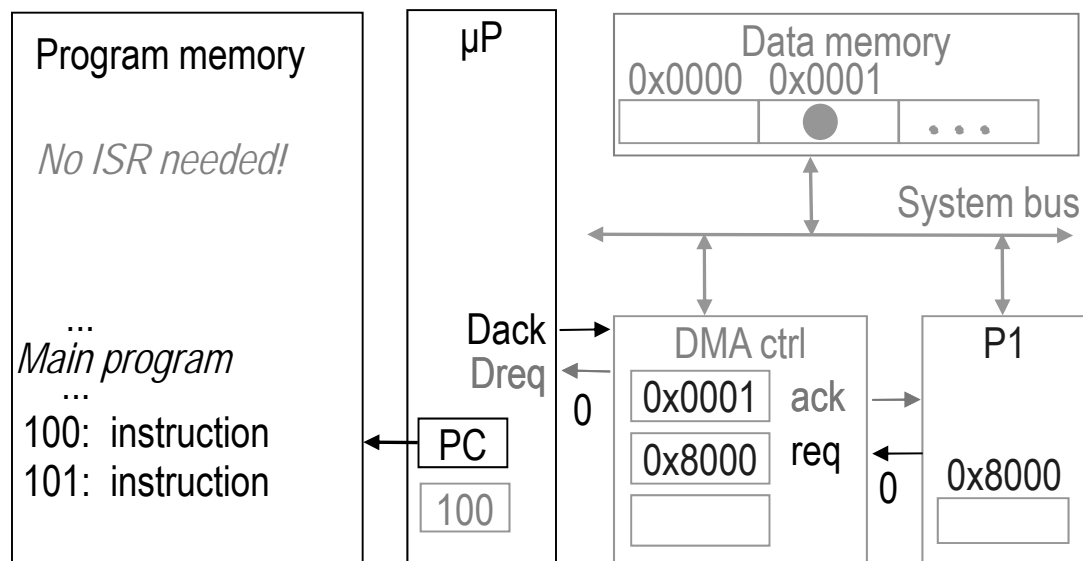 Program memory
No ISR needed!
...
Main program
...
100: instruction
101: instruction
µP
Dack
Dreq
PC
100
Data memory
0x0000 0x0001
...
System bus
0
DMA ctrl
0x0001 ack
0x8000 req
0
P1
0x8000